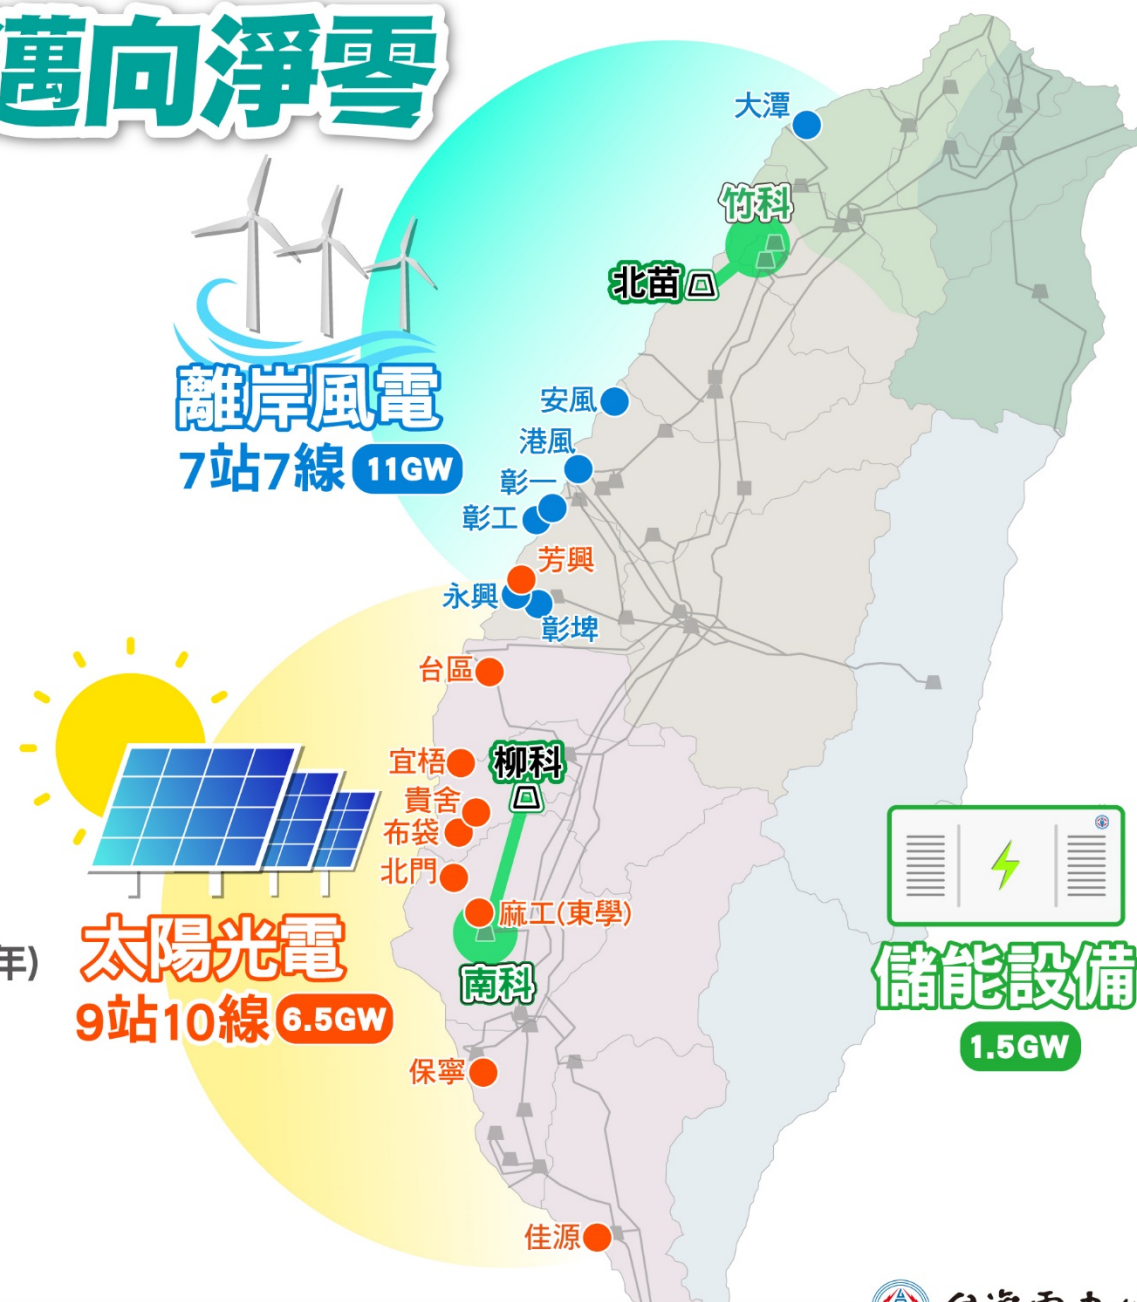 邁向淨零
大潭
竹科
北苗
離岸風電
7站7線 11GW
安風
港風
彰一
彰工
芳興
永興
彰埤
台區
宜梧
柳科
貴舍
布袋
北門
麻工(東學)
年)
太陽光電
9站10線 6.5GW
南科
儲能設備
1.5GW
保寧
佳源